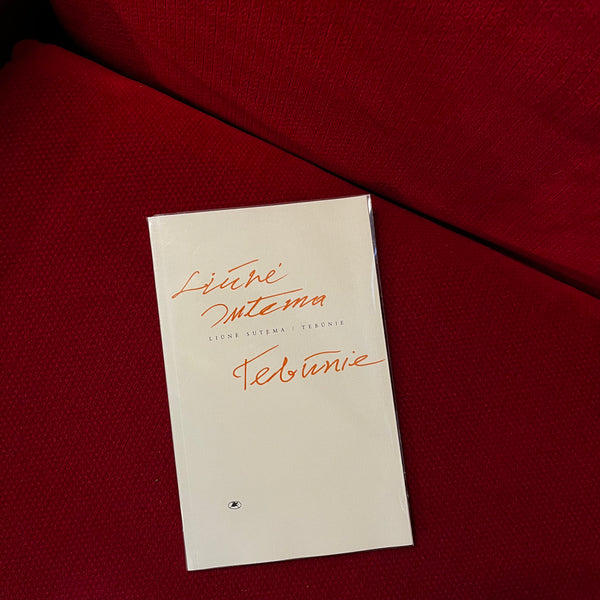 Liūnė
Sutema
LIŪNĖ SUTEMA / TEBŪNIE
Tebūnie